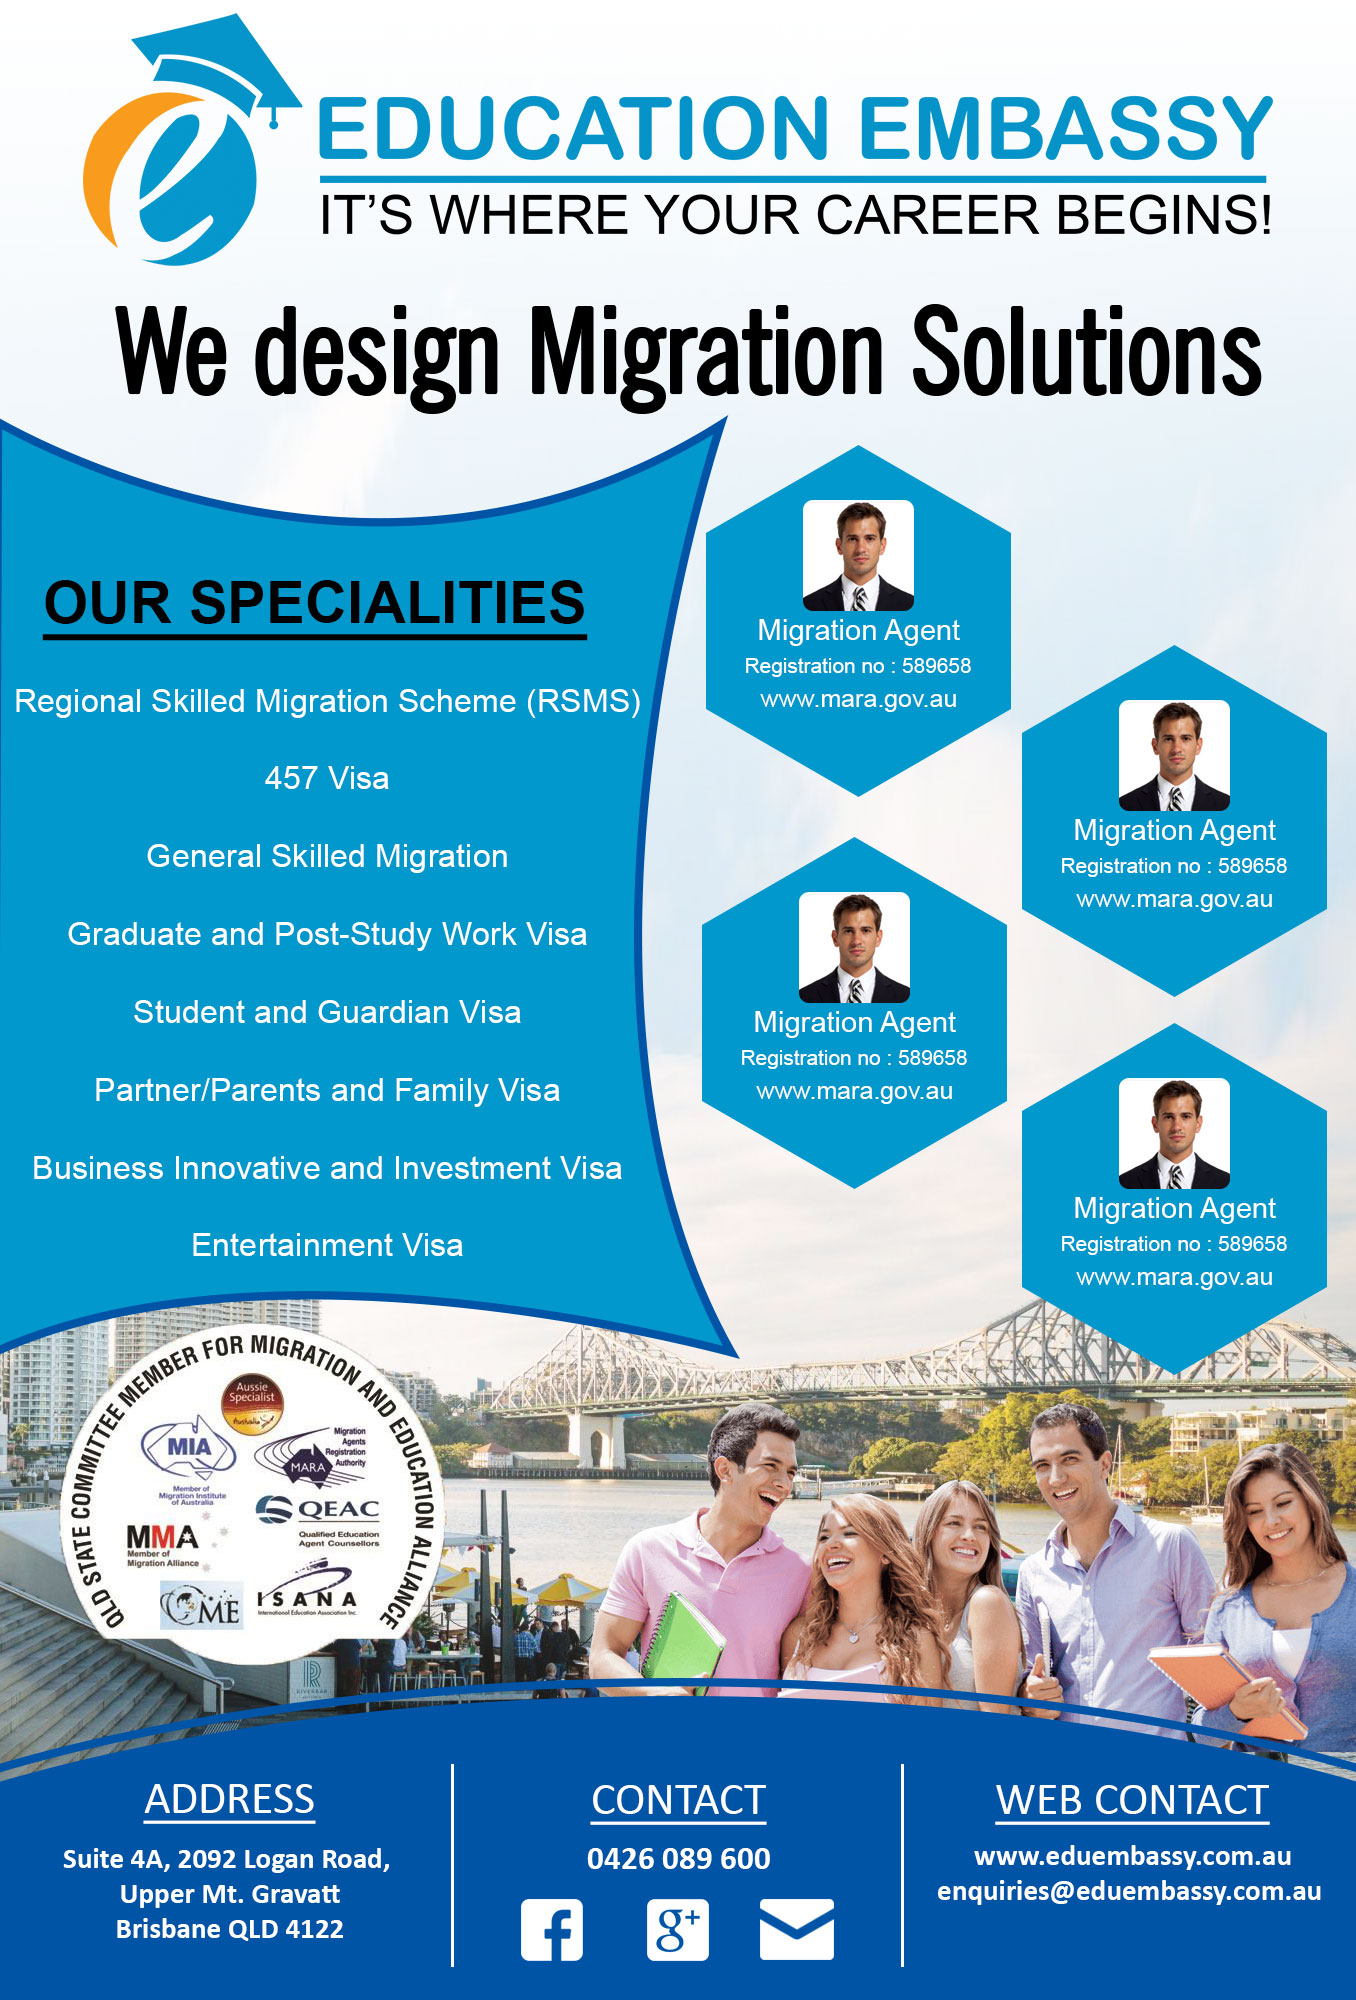 EDUCATION EMBASSY
IT'S WHERE YOUR CAREER BEGINS!
We design Migration Solutions
OUR SPECIALITIES
Regional Skilled Migration Scheme (RSMS)
457 Visa
General Skilled Migration
Graduate and Post-Study Work Visa
Student and Guardian Visa
Partner/Parents and Family Visa
Business Innovative and Investment Visa
Entertainment Visa
Migration Agent
Registration no : 589658
www.mara.gov.au
Migration Agent
Registration no : 589658
www.mara.gov.au
Migration Agent
Registration no : 589658
www.mara.gov.au
Migration Agent
Registration no : 589658
www.mara.gov.au
QLD STATE COMMITTEE MEMBER FOR MIGRATION AND EDUCATION ALLIANCE
Aussie
Specialist
Australia
MIA
Member of
Migration Institute
of Australia
Migration
Agents
Registration
Authority
MARA
QEAC
Qualified Education
Agent Counsellors
MMA
Member of
Migration Alliance
OME
ISANA
International Education Association Inc.
R
RIVERBAR
ADDRESS
Suite 4A, 2092 Logan Road,
Upper Mt. Gravatt
Brisbane QLD 4122
CONTACT
0426 089 600
f
g+
WEB CONTACT
www.eduembassy.com.au
enquiries@eduembassy.com.au